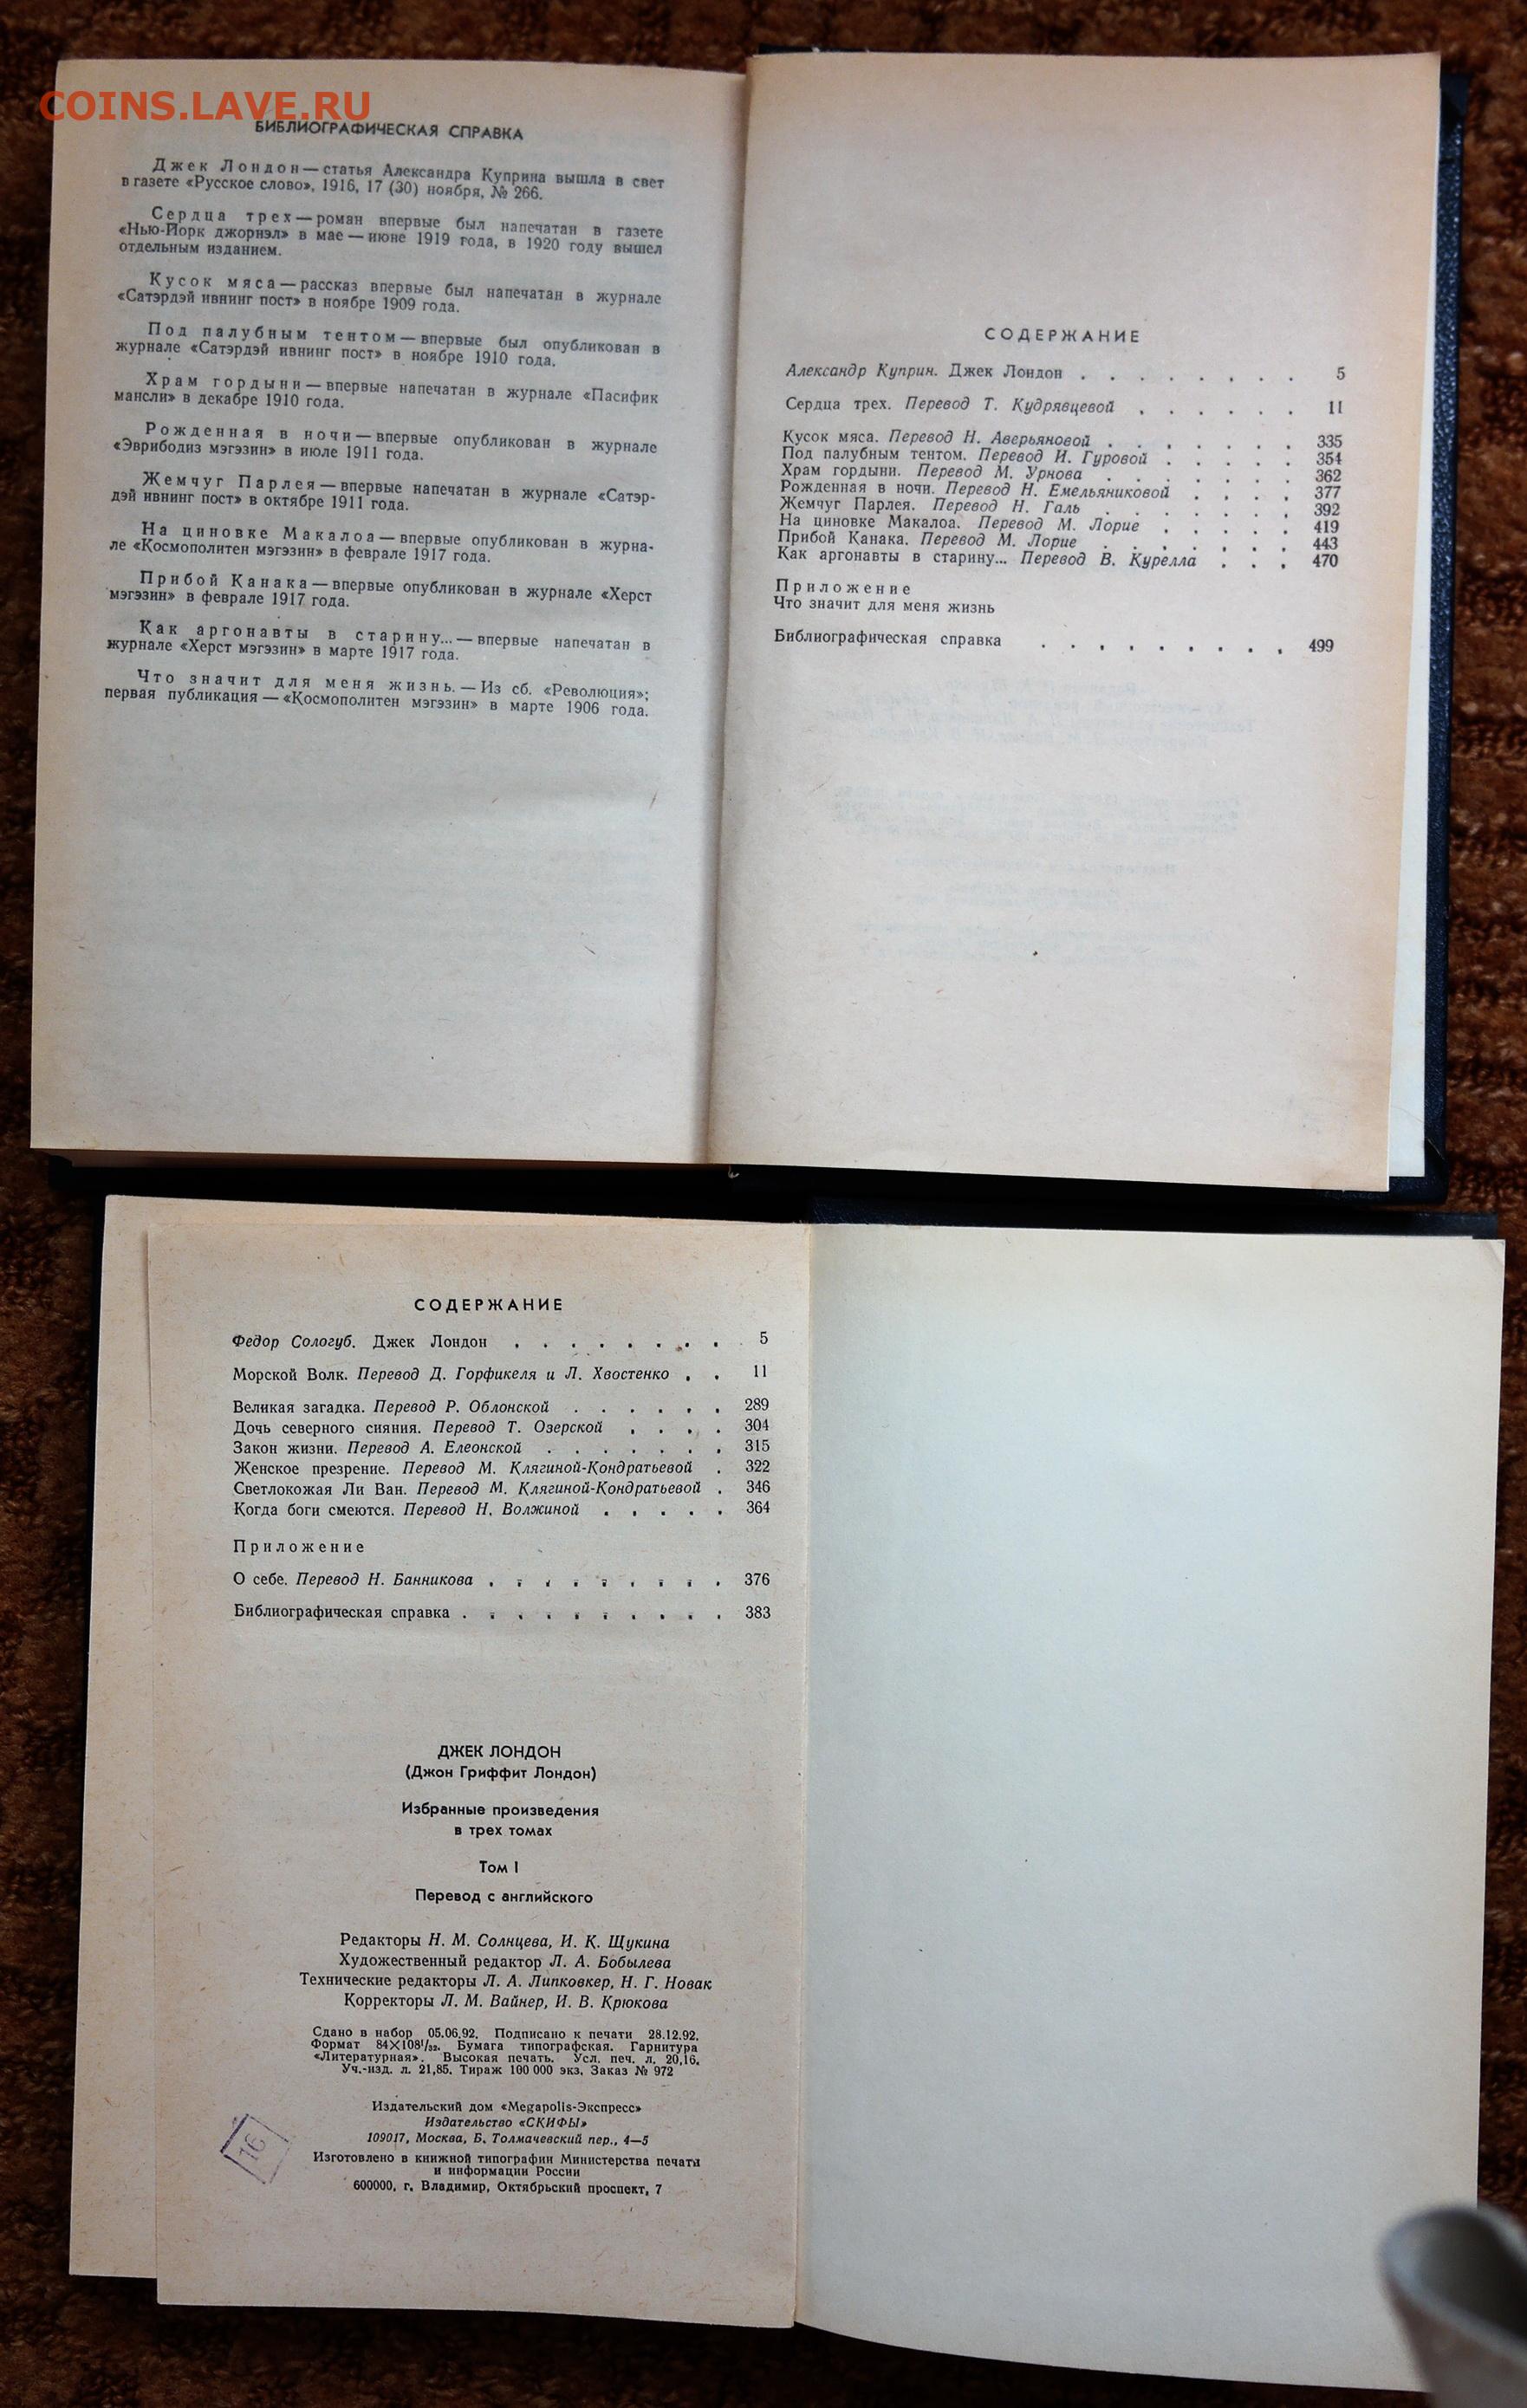 COINS.LAVE.RU
БИБЛИОГРАФИЧЕСКАЯ СПРАВКА
Джек Лондон — статья Александра Куприна вышла в свет
в газете «Русское слово», 1916, 17 (30) ноября, № 266.
Сердца трех — роман впервые был напечатан в газете
«Нью-Йорк джорнэл» в мае — июне 1919 года, в 1920 году вышел
отдельным изданием.
Кусок мяса — рассказ впервые был напечатан в журнале
«Сатэрдэй ивнинг пост» в ноябре 1909 года.
Под палубным тентом — впервые был опубликован в
журнале «Сатэрдэй ивнинг пост» в ноябре 1910 года.
Храм гордыни — впервые напечатан в журнале «Пасифик
мансли» в декабре 1910 года.
Рожденная в ночи — впервые опубликован в журнале
«Эврибодиз мэгэзин» в июле 1911 года.
Жемчуг Парлея — впервые напечатан в журнале «Сатэр-
дэй ивнинг пост» в октябре 1911 года.
На циновке Макалоа — впервые опубликован в журна-
ле «Космополитен мэгэзин» в феврале 1917 года.
Прибой Канака — впервые опубликован в журнале «Херст
мэгэзин» в феврале 1917 года.
Как аргонавты в старину... — впервые напечатан в
журнале «Херст мэгэзин» в марте 1917 года.
Что значит для меня жизнь. — Из сб. «Революция»;
первая публикация — «Космополитен мэгэзин» в марте 1906 года.
СОДЕРЖАНИЕ
Александр Куприн. Джек Лондон . . . . . . . . 5
Сердца трех. Перевод Т. Кудрявцевой . . . . . . 11
Кусок мяса. Перевод Н. Аверьяновой . . . . . . . 335
Под палубным тентом. Перевод И. Гуровой . . . . . 354
Храм гордыни. Перевод М. Урнова . . . . . . . 362
Рожденная в ночи. Перевод Н. Емельяниковой . . . . 377
Жемчуг Парлея. Перевод Н. Галь . . . . . . . 392
На циновке Макалоа. Перевод М. Лорие . . . . . 419
Прибой Канака. Перевод М. Лорие . . . . . . . 443
Как аргонавты в старину... Перевод В. Курелла . . . 470
Приложение
Что значит для меня жизнь
Библиографическая справка . . . . . . . . . 499
СОДЕРЖАНИЕ
Федор Сологуб. Джек Лондон . . . . . . . . 5
Морской Волк. Перевод Д. Горфикеля и Л. Хвостенко . . 11
Великая загадка. Перевод Р. Облонской . . . . . . 289
Дочь северного сияния. Перевод Т. Озерской . . . . 304
Закон жизни. Перевод А. Елеонской . . . . . . . 315
Женское презрение. Перевод М. Клягиной-Кондратьевой . 322
Светлокожая Ли Ван. Перевод М. Клягиной-Кондратьевой . 346
Когда боги смеются. Перевод Н. Волжиной . . . . . 364
Приложение
О себе. Перевод Н. Банникова . . . . . . . . . 376
Библиографическая справка . . . . . . . . . . 383
ДЖЕК ЛОНДОН
(Джон Гриффит Лондон)
Избранные произведения
в трех томах
Том I
Перевод с английского
Редакторы Н. М. Солнцева, И. К. Щукина
Художественный редактор Л. А. Бобылева
Технические редакторы Л. А. Липковкер, Н. Г. Новак
Корректоры Л. М. Вайнер, И. В. Крюкова
Сдано в набор 05.06.92. Подписано к печати 28.12.92.
Формат 84×108¹/₃₂. Бумага типографская. Гарнитура
«Литературная». Высокая печать. Усл. печ. л. 20,16.
Уч.-изд. л. 21,85. Тираж 100 000 экз. Заказ № 972
Издательский дом «Megapolis-Экспресс»
Издательство «СКИФЫ»
109017, Москва, Б. Толмачевский пер., 4—5
Изготовлено в книжной типографии Министерства печати
и информации России
600000, г. Владимир, Октябрьский проспект, 7
16